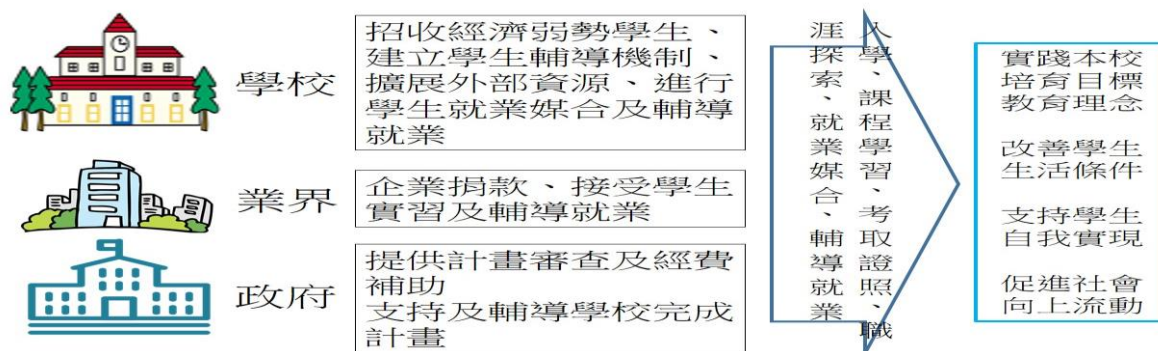 學校
招收經濟弱勢學生、
建立學生輔導機制、
擴展外部資源、進行
學生就業媒合及輔導
就業
業界
企業捐款、接受學生
實習及輔導就業
政府
提供計畫審查及經費
補助
支持及輔導學校完成
計畫
入學、課程學習、考取證照、職
涯探索、就業媒合、輔導就業
實踐本校
培育目標
教育理念
改善學生
生活條件
支持學生
自我實現
促進社會
向上流動